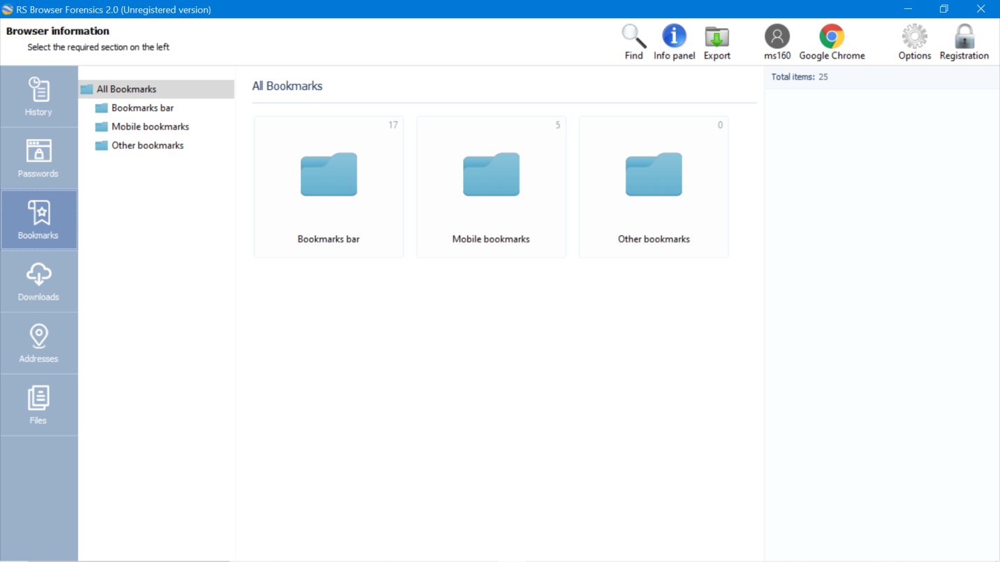 RS Browser Forensics 2.0 (Unregistered version)
Browser information
Select the required section on the left
Find
Info panel
Export
ms160
Google Chrome
Options
Registration
History
Passwords
Bookmarks
Downloads
Addresses
Files
All Bookmarks
Bookmarks bar
Mobile bookmarks
Other bookmarks
All Bookmarks
17
Bookmarks bar
5
Mobile bookmarks
0
Other bookmarks
Total items: 25